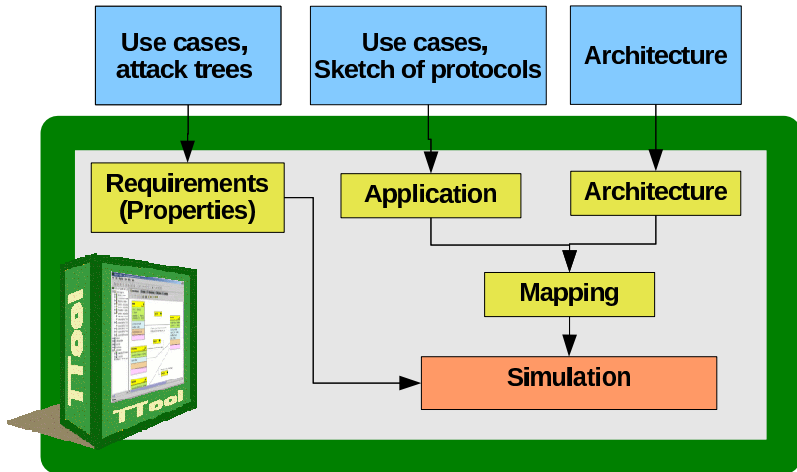 Use cases,
attack trees
Use cases,
Sketch of protocols
Architecture
Requirements
(Properties)
Application
Architecture
Mapping
Simulation
TTool
TTool